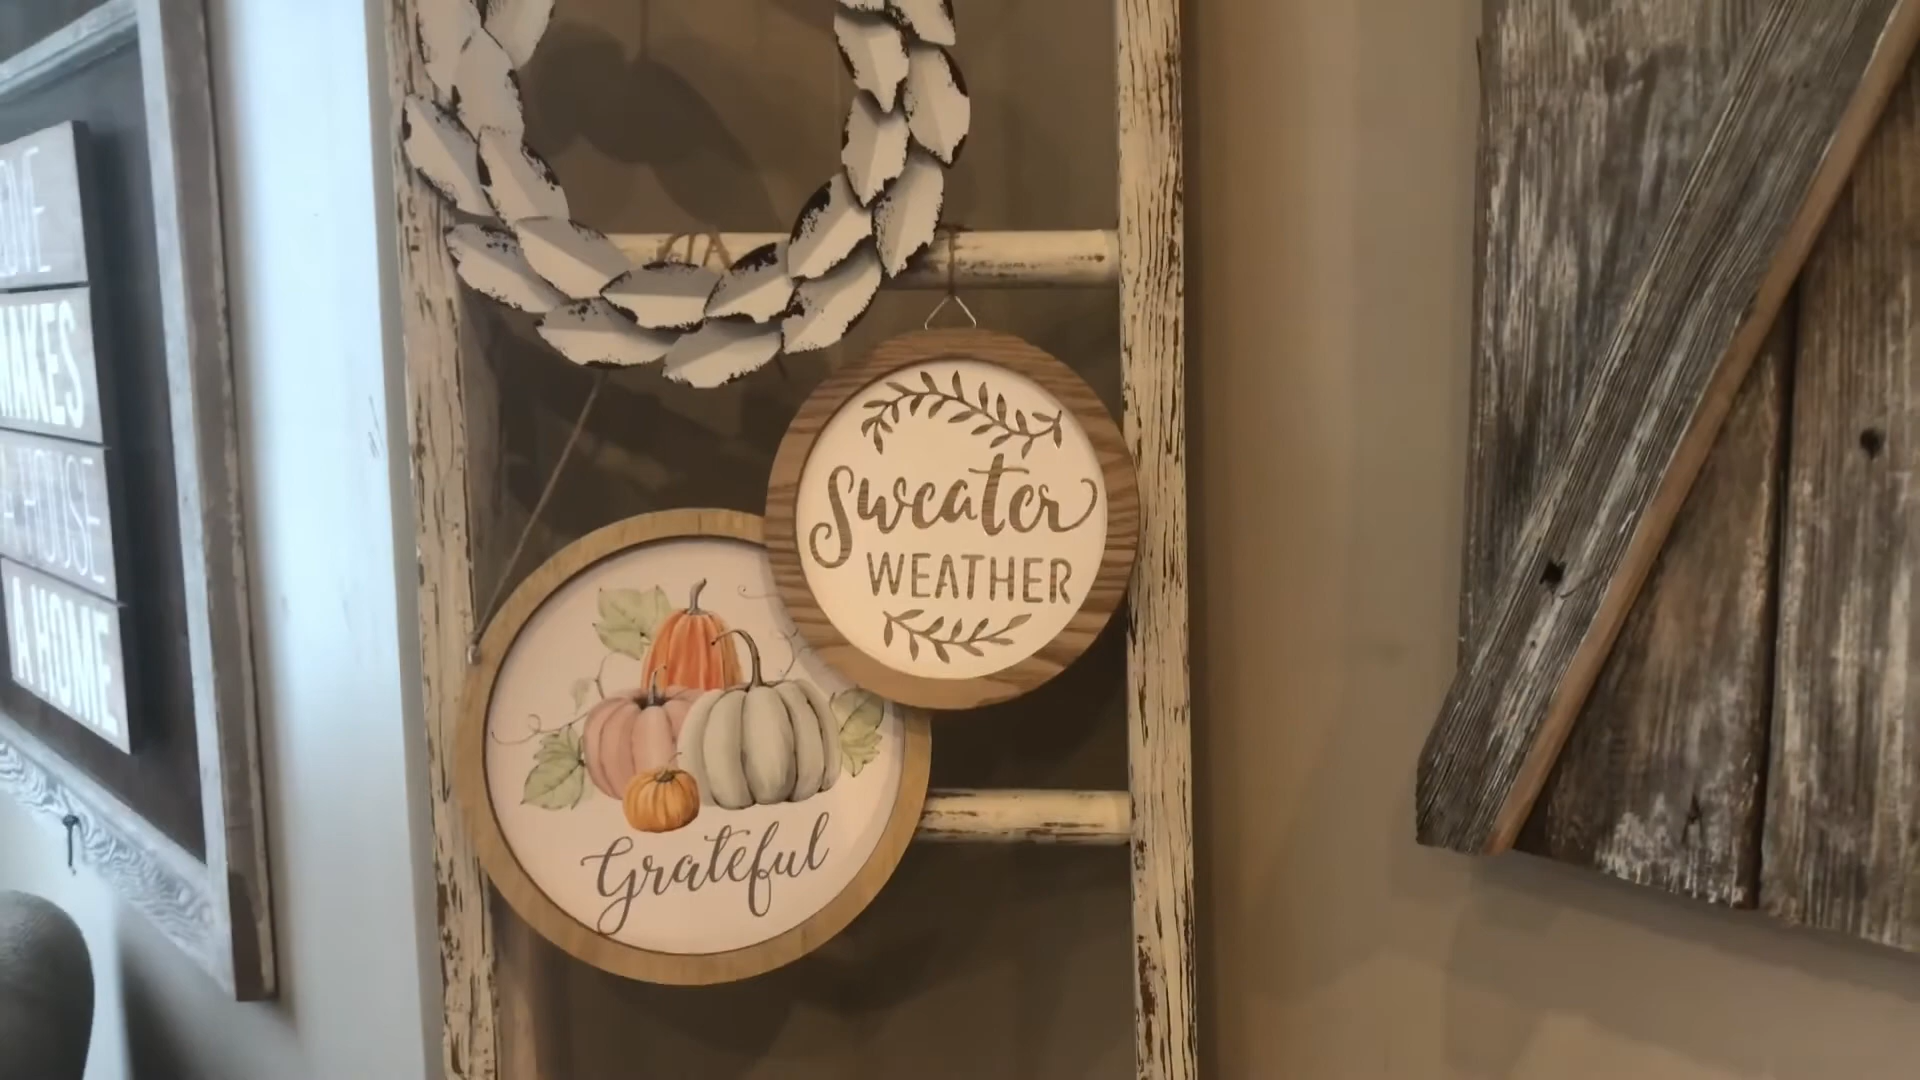 MAKES
A HOUSE
A HOME
Sweater
WEATHER
Grateful